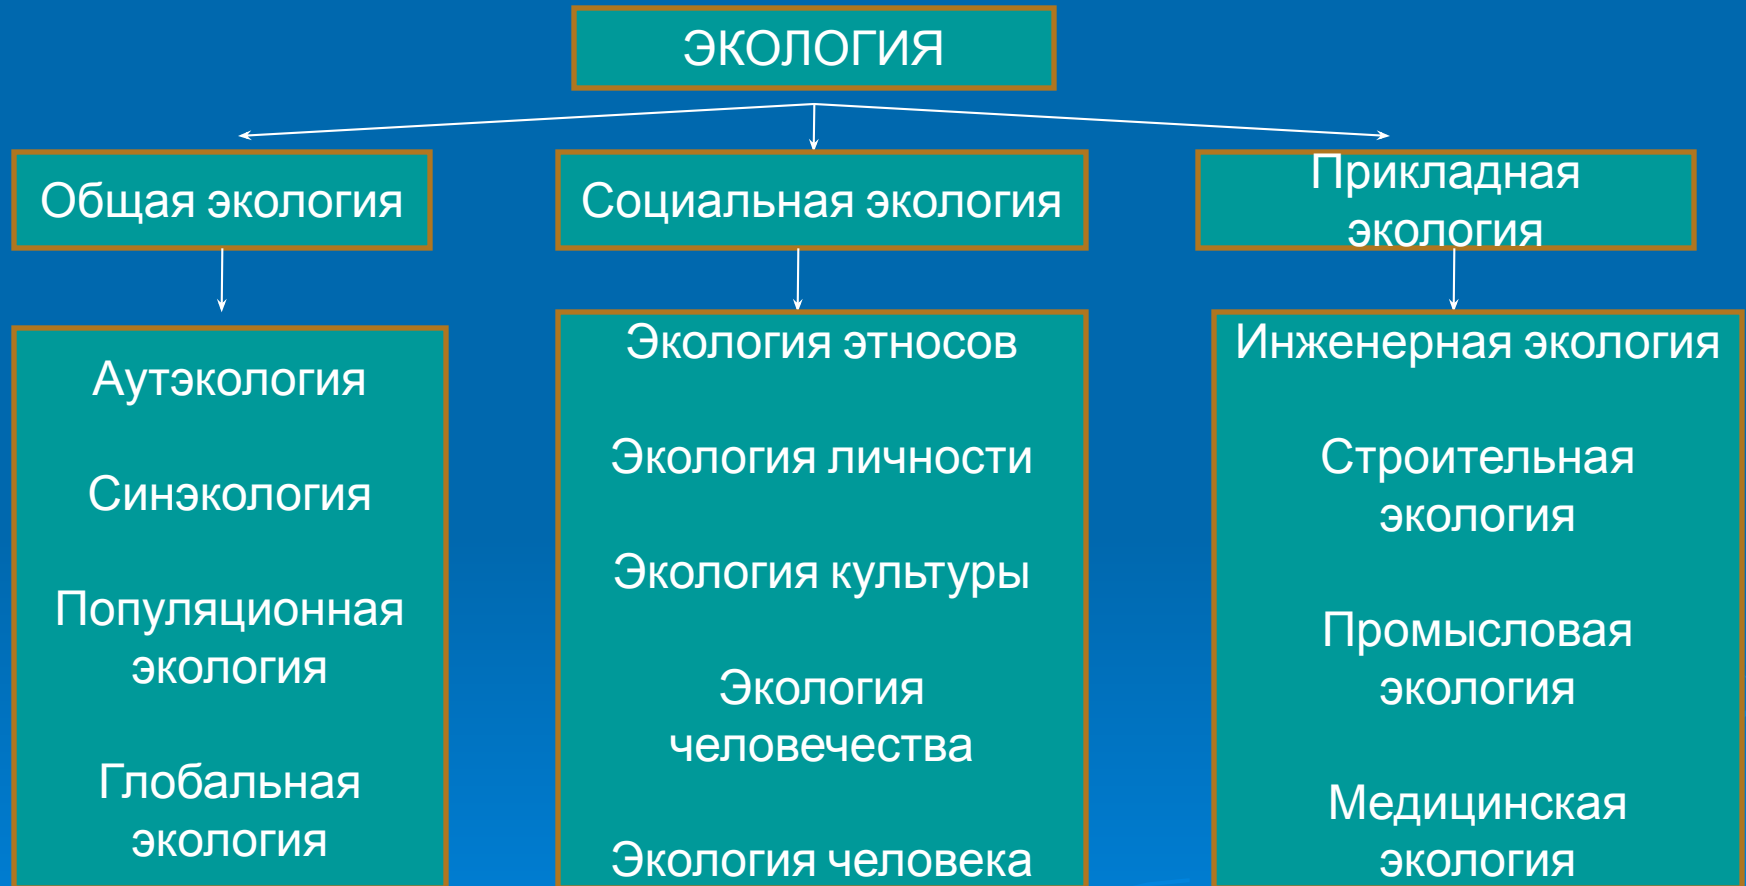 ЭКОЛОГИЯ
Общая экология
Социальная экология
Прикладная
экология
Аутэкология
Синэкология
Популяционная
экология
Глобальная
экология
Экология этносов
Экология личности
Экология культуры
Экология
человечества
Экология человека
Инженерная экология
Строительная
экология
Промысловая
экология
Медицинская
экология